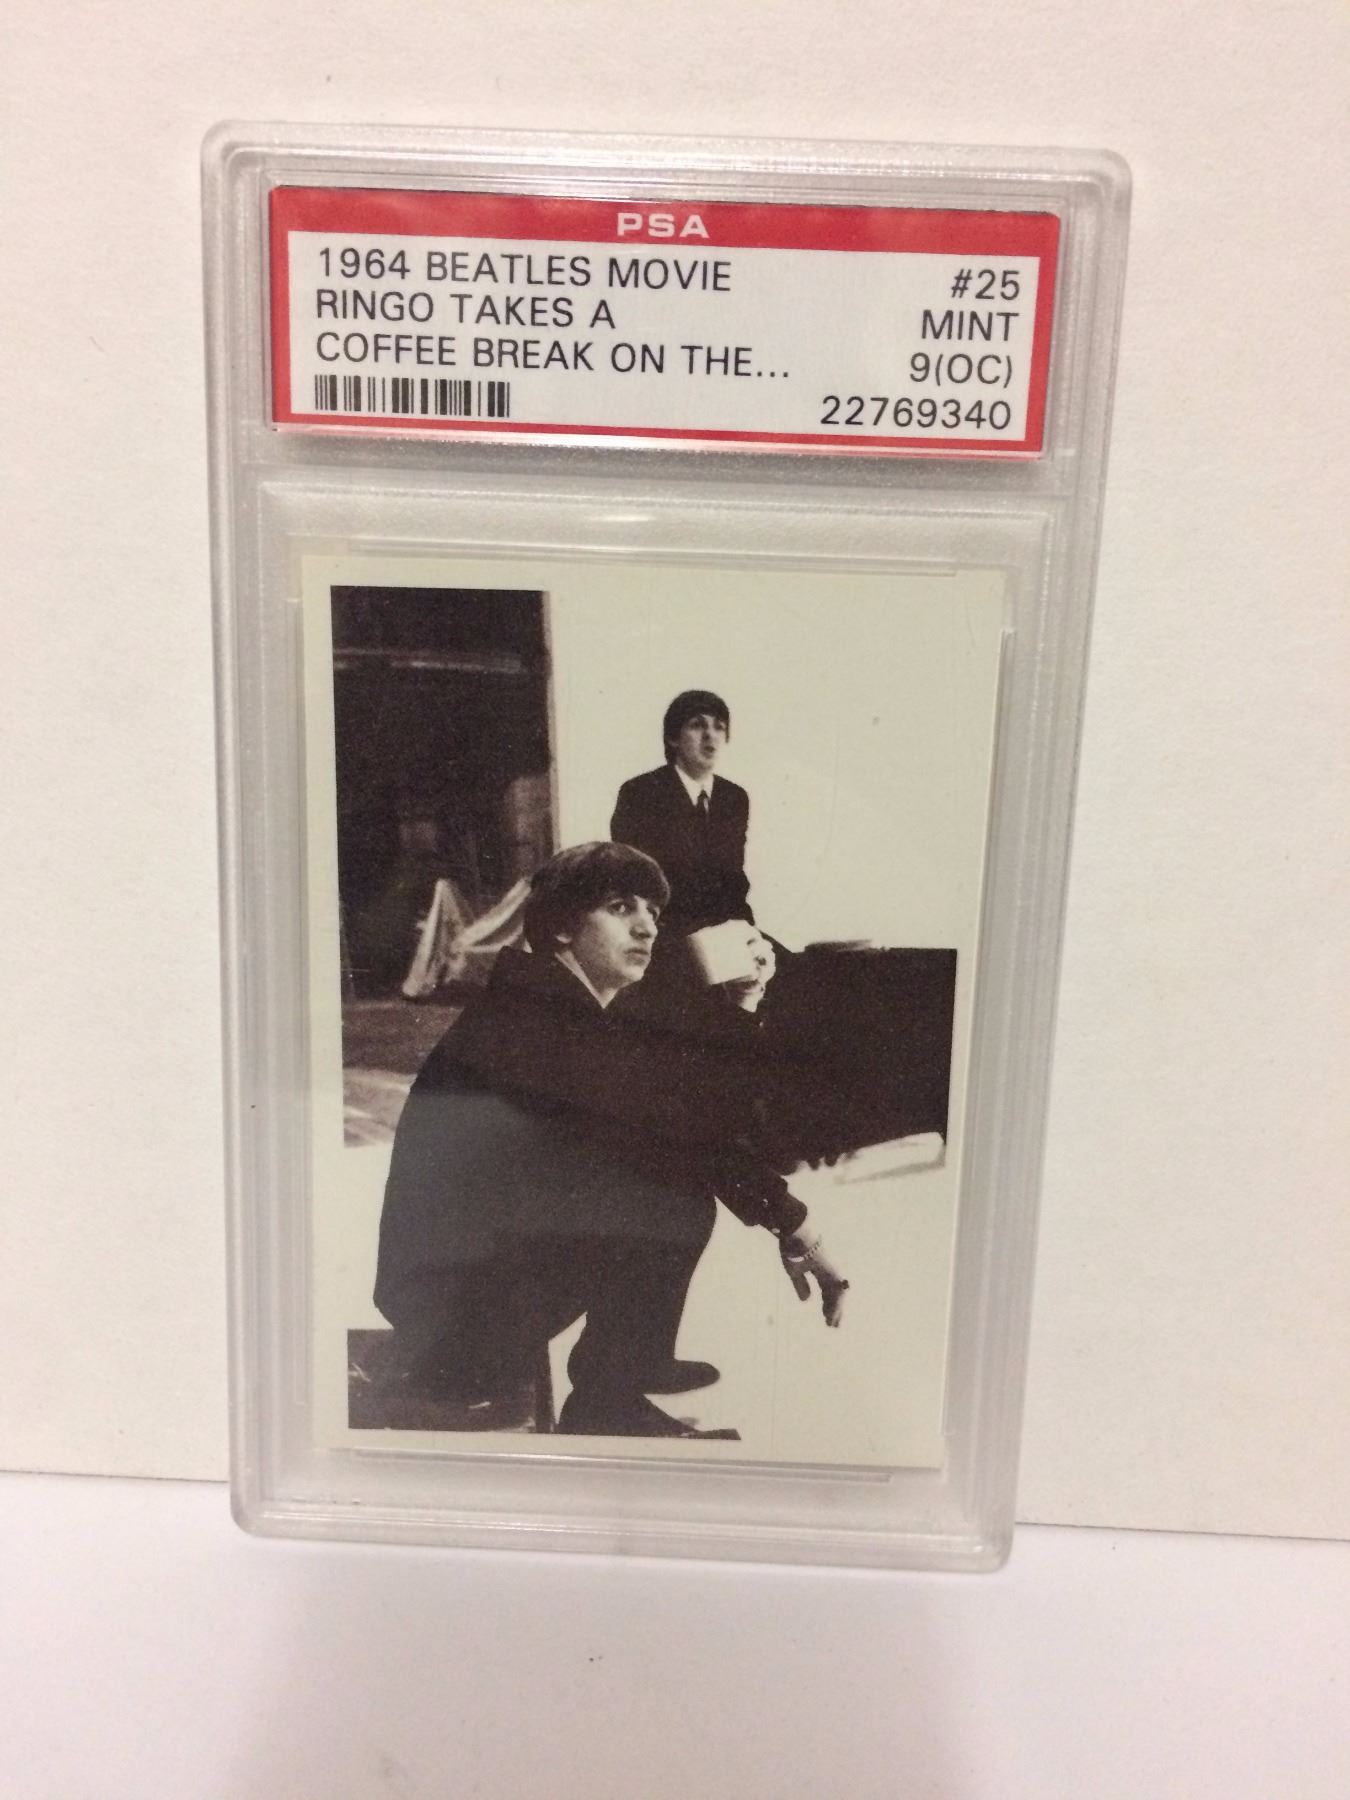 PSA
1964 BEATLES MOVIE #25
RINGO TAKES A MINT
COFFEE BREAK ON THE... 9(OC)
22769340